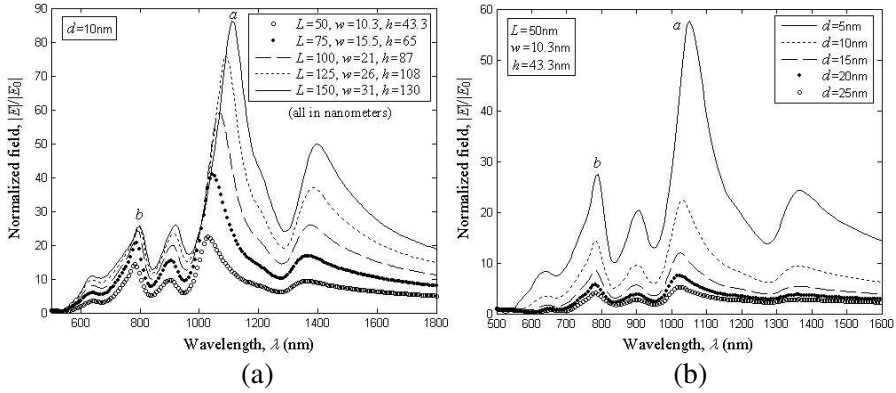 90
80
70
60
50
40
30
20
10
0
Normalized field, |E|/|E₀|
d=10nm
a
b
L=50, w=10.3, h=43.3
L=75, w=15.5, h=65
L=100, w=21, h=87
L=125, w=26, h=108
L=150, w=31, h=130
(all in nanometers)
600 800 1000 1200 1400 1600 1800
Wavelength, λ (nm)
(a)
60
50
40
30
20
10
0
Normalized field, |E|/|E₀|
L=50nm
w=10.3nm
h=43.3nm
a
b
d=5nm
d=10nm
d=15nm
d=20nm
d=25nm
500 600 700 800 900 1000 1100 1200 1300 1400 1500 1600
Wavelength, λ (nm)
(b)